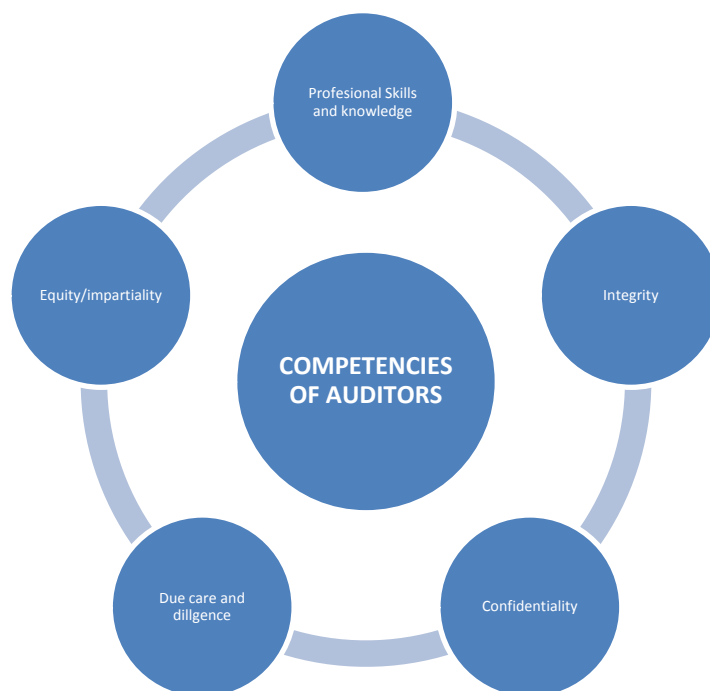 Profesional Skills
and knowledge
Equity/impartiality
Integrity
COMPETENCIES
OF AUDITORS
Due care and
dillgence
Confidentiality